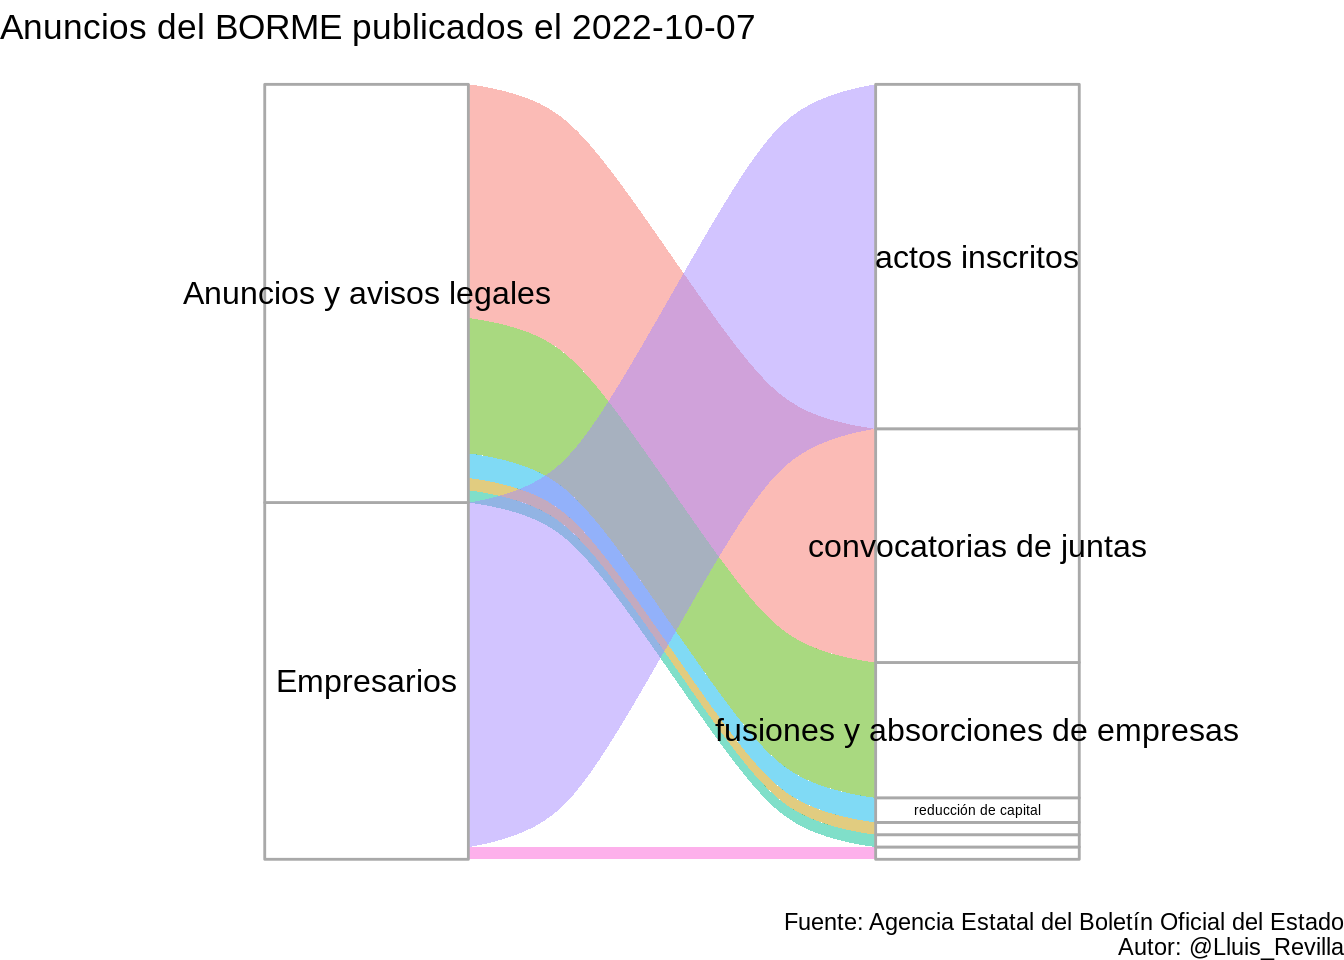 Anuncios del BORME publicados el 2022-10-07
actos inscritos
Anuncios y avisos legales
convocatorias de juntas
Empresarios
fusiones y absorciones de empresas
reducción de capital
Fuente: Agencia Estatal del Boletín Oficial del Estado
Autor: @Lluis_Revilla